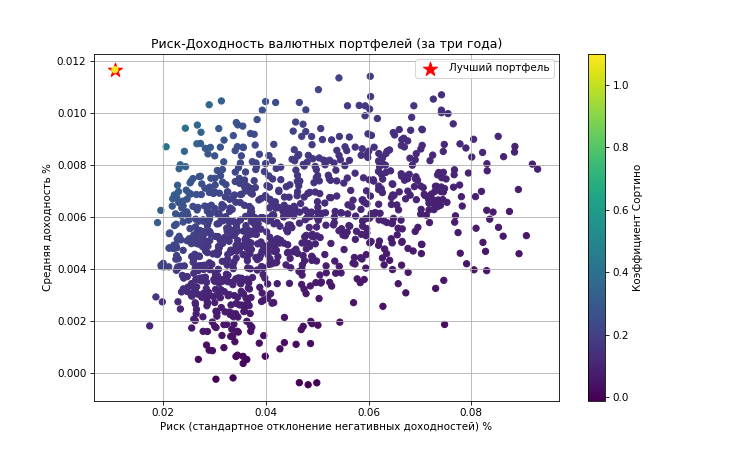 Риск-Доходность валютных портфелей (за три года)
Лучший портфель
Средняя доходность %
0.012
0.010
0.008
0.006
0.004
0.002
0.000
0.02 0.04 0.06 0.08
Риск (стандартное отклонение негативных доходностей) %
1.0
0.8
0.6
0.4
0.2
0.0
Коэффициент Сортино